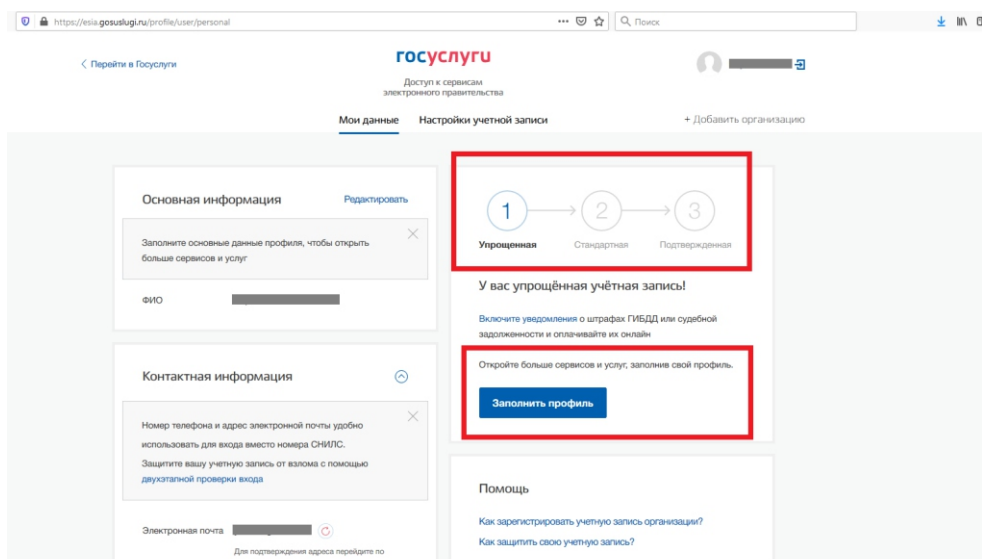 https://esia.gosuslugi.ru/profile/user/personal
Поиск
Перейти в Госуслуги
госуслуги
Доступ к сервисам
электронного правительства
Мои данные
Настройки учетной записи
+ Добавить организацию
Основная информация
Редактировать
Заполните основные данные профиля, чтобы открыть
больше сервисов и услуг
ФИО
Контактная информация
Номер телефона и адрес электронной почты удобно
использовать для входа вместо номера СНИЛС.
Защитите вашу учетную запись от взлома с помощью
двухэтапной проверки входа
Электронная почта
Для подтверждения адреса перейдите по
1
2
3
Упрощенная
Стандартная
Подтвержденная
У вас упрощённая учётная запись!
Включите уведомления о штрафах ГИБДД или судебной
задолженности и оплачивайте их онлайн
Откройте больше сервисов и услуг, заполнив свой профиль.
Заполнить профиль
Помощь
Как зарегистрировать учетную запись организации?
Как защитить свою учетную запись?